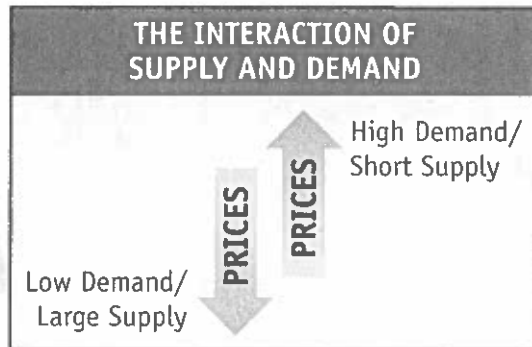 THE INTERACTION OF
SUPPLY AND DEMAND
High Demand/
Short Supply
PRICES
PRICES
Low Demand/
Large Supply